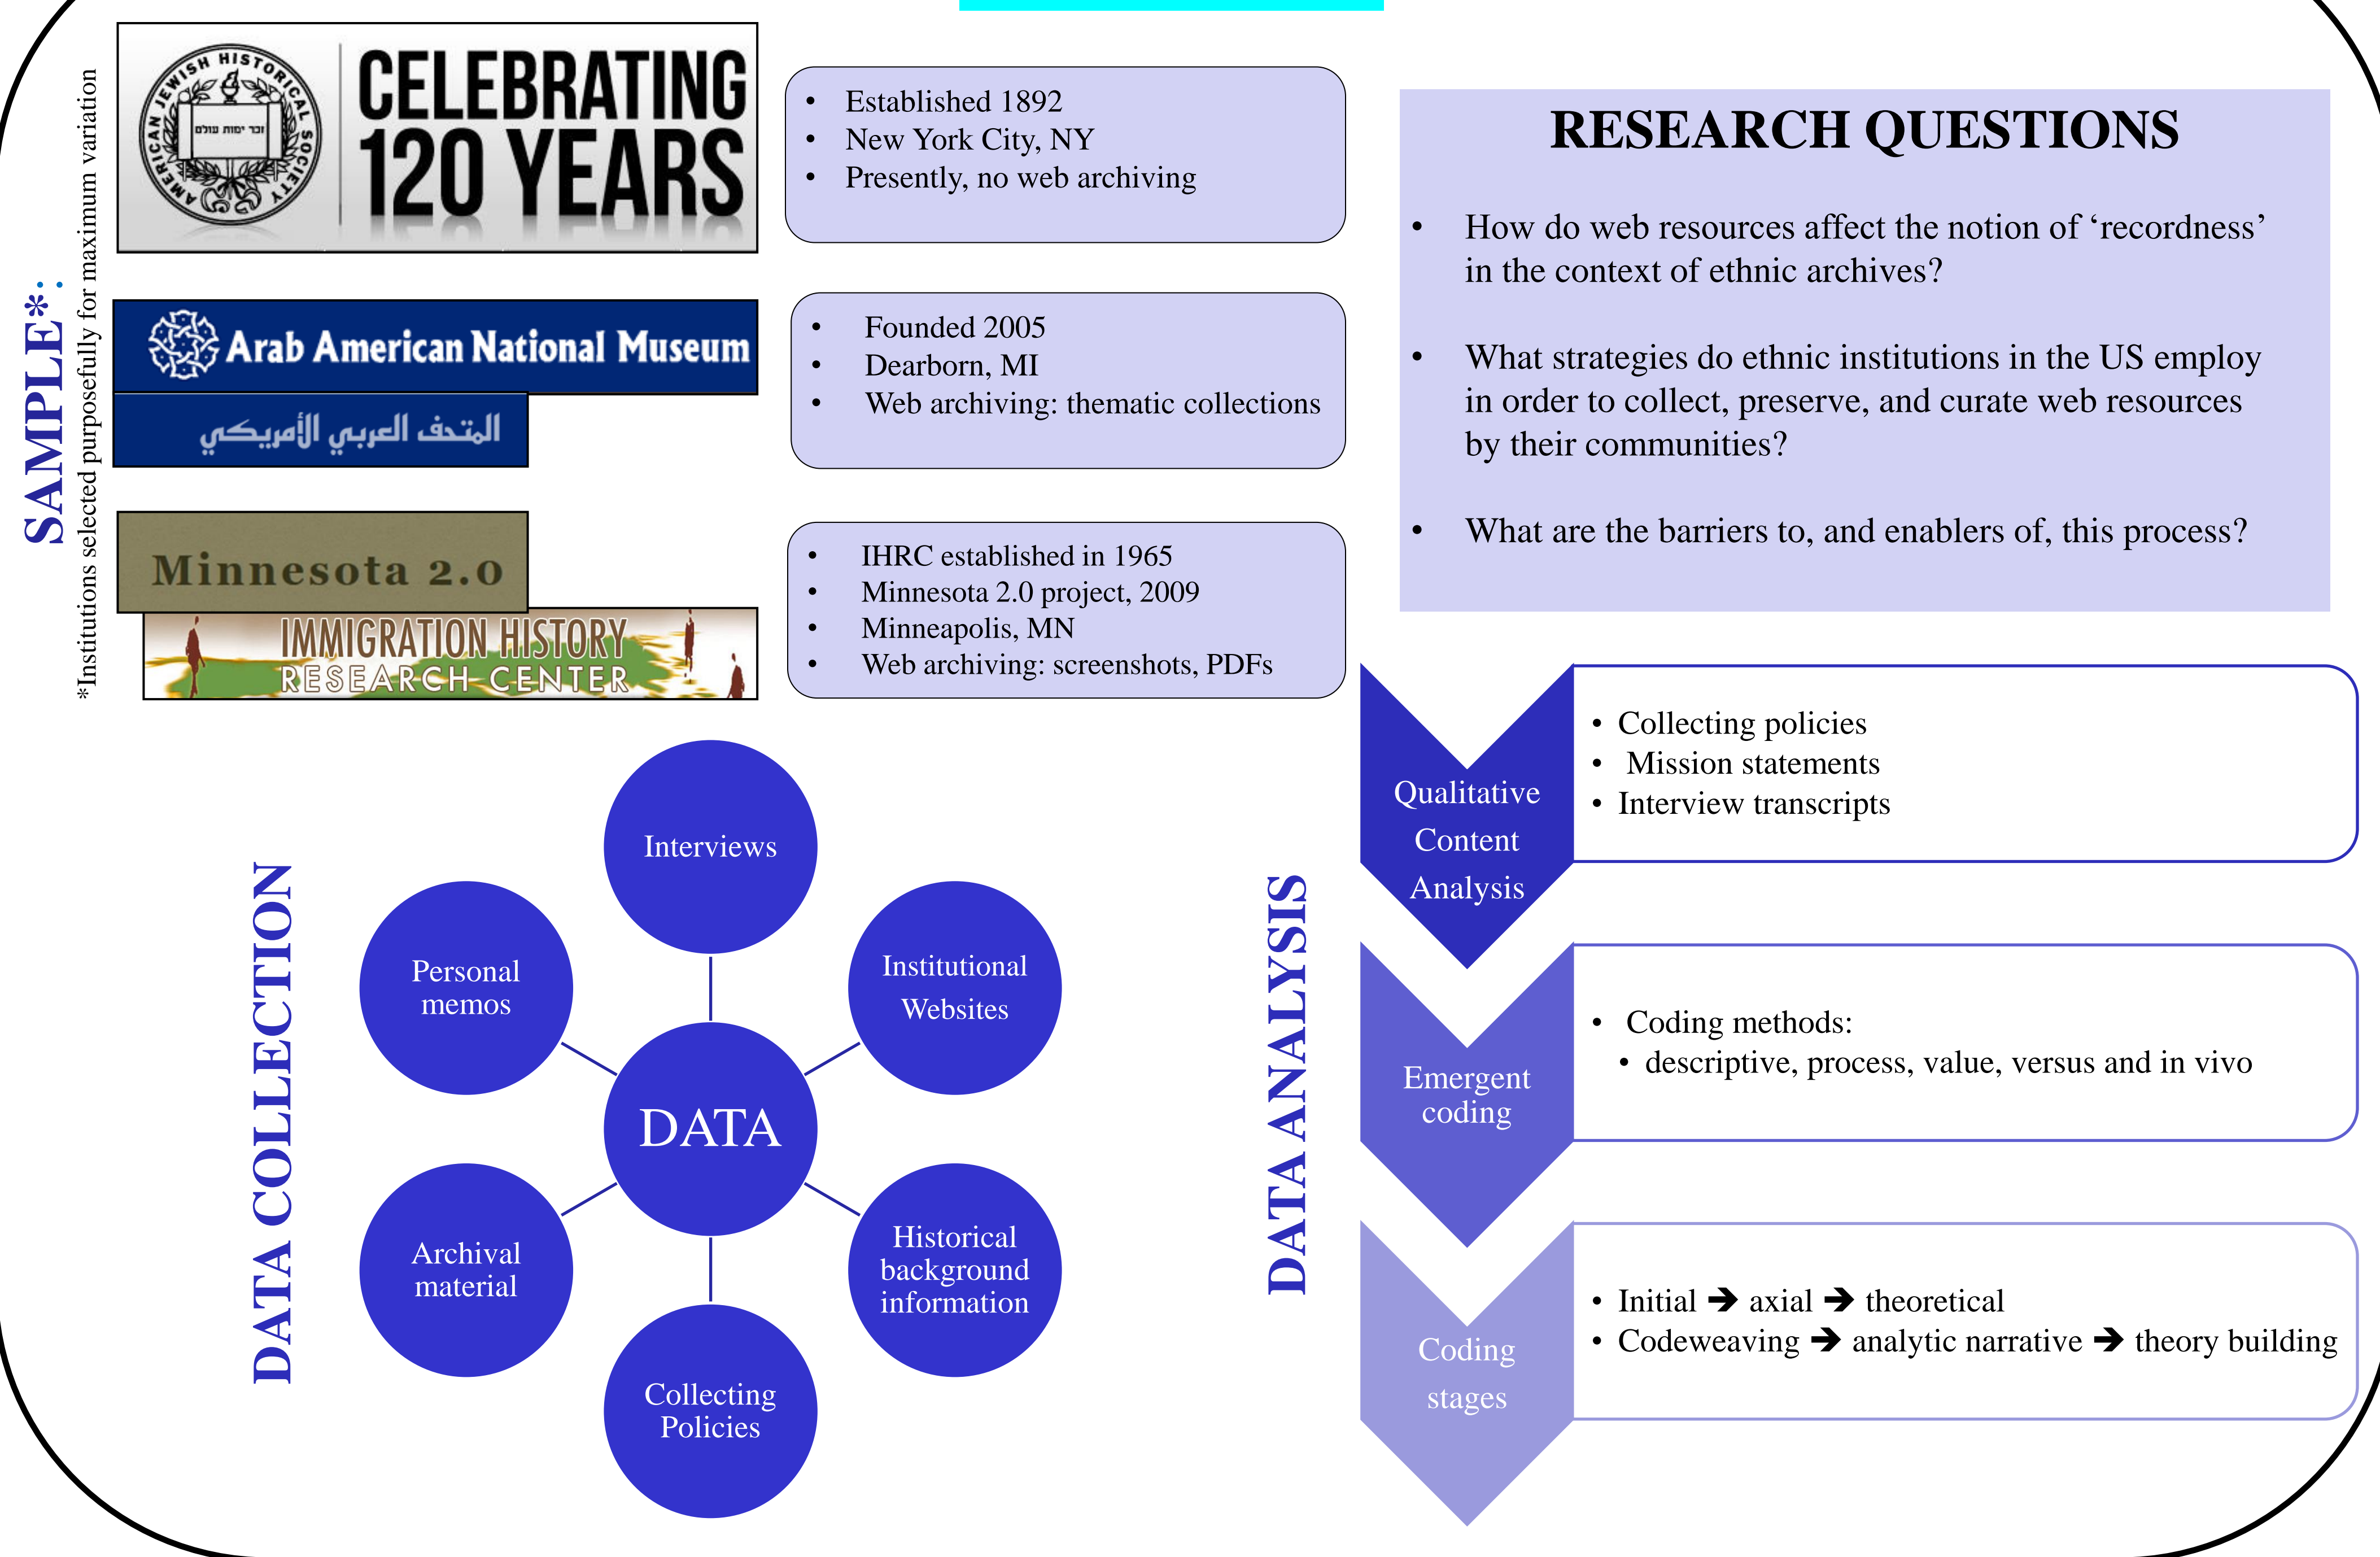 SAMPLE*:
*Institutions selected purposefully for maximum variation
AMERICAN JEWISH HISTORICAL SOCIETY
זכר ימות עולם
CELEBRATING
120 YEARS
• Established 1892
• New York City, NY
• Presently, no web archiving
Arab American National Museum
المتحف العربي الأمريكي
• Founded 2005
• Dearborn, MI
• Web archiving: thematic collections
Minnesota 2.0
IMMIGRATION HISTORY
RESEARCH CENTER
• IHRC established in 1965
• Minnesota 2.0 project, 2009
• Minneapolis, MN
• Web archiving: screenshots, PDFs
RESEARCH QUESTIONS
• How do web resources affect the notion of ‘recordness’
in the context of ethnic archives?
• What strategies do ethnic institutions in the US employ
in order to collect, preserve, and curate web resources
by their communities?
• What are the barriers to, and enablers of, this process?
DATA COLLECTION
Interviews
Institutional
Websites
Historical
background
information
Collecting
Policies
Archival
material
Personal
memos
DATA
DATA ANALYSIS
Qualitative
Content
Analysis
• Collecting policies
• Mission statements
• Interview transcripts
Emergent
coding
• Coding methods:
• descriptive, process, value, versus and in vivo
Coding
stages
• Initial ➔ axial ➔ theoretical
• Codeweaving ➔ analytic narrative ➔ theory building